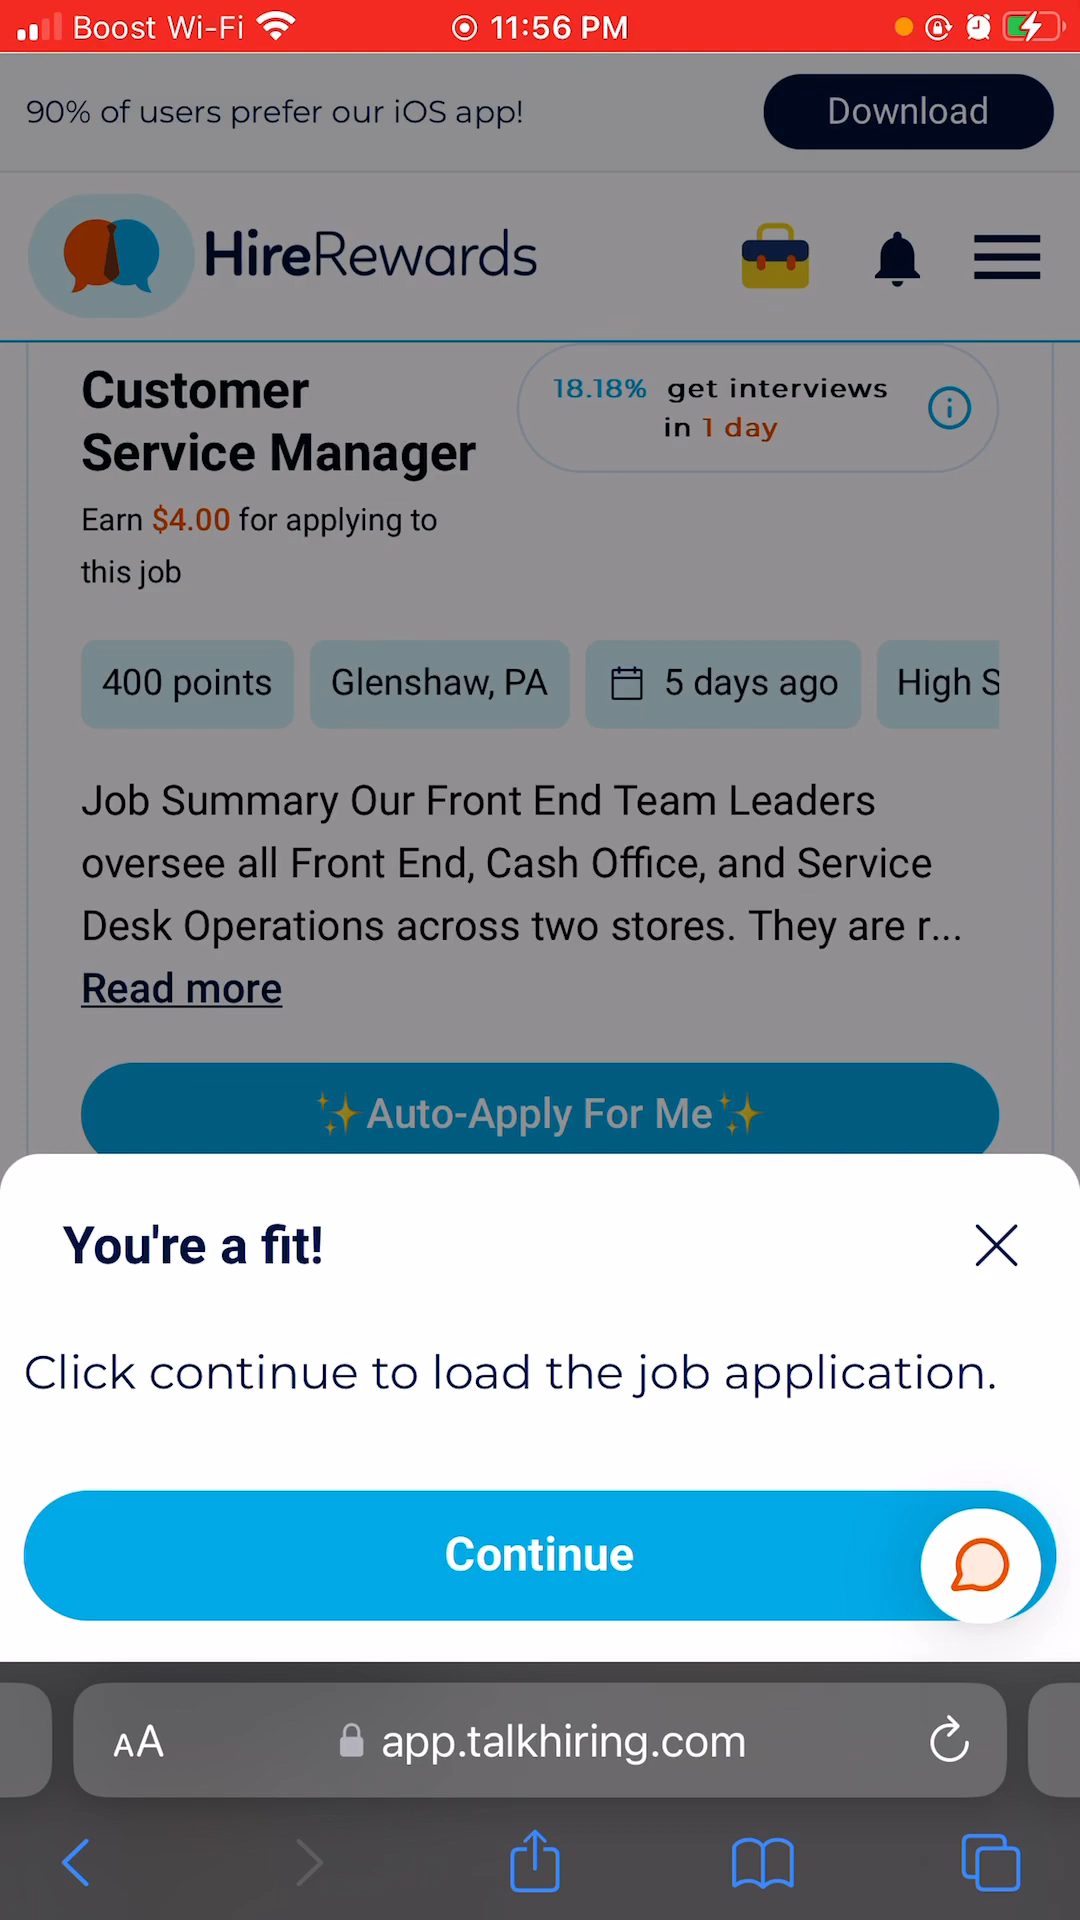 Boost Wi-Fi 11:56 PM
90% of users prefer our iOS app!
Download
HireRewards
Customer
Service Manager
18.18% get interviews
in 1 day
Earn $4.00 for applying to
this job
400 points
Glenshaw, PA
5 days ago
High S
Job Summary Our Front End Team Leaders
oversee all Front End, Cash Office, and Service
Desk Operations across two stores. They are r...
Read more
✨Auto-Apply For Me✨
You're a fit!
Click continue to load the job application.
Continue
AA
app.talkhiring.com